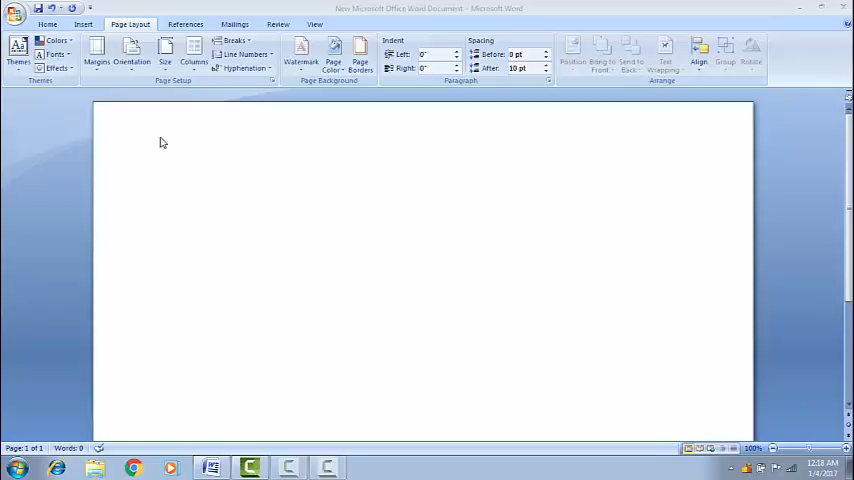 New Microsoft Office Word Document - Microsoft Word
Home Insert Page Layout References Mailings Review View
Themes Colors Fonts Effects
Themes
Margins Orientation Size Columns Breaks Line Numbers Hyphenation
Page Setup
Watermark Page Color Page Borders
Page Background
Indent Spacing
Left: 0" Before: 0 pt
Right: 0" After: 10 pt
Paragraph
Position Bring to Front Send to Back Text Wrapping Align Group Rotate
Arrange
Page: 1 of 1 Words: 0 100%
12:18 AM
1/4/2017